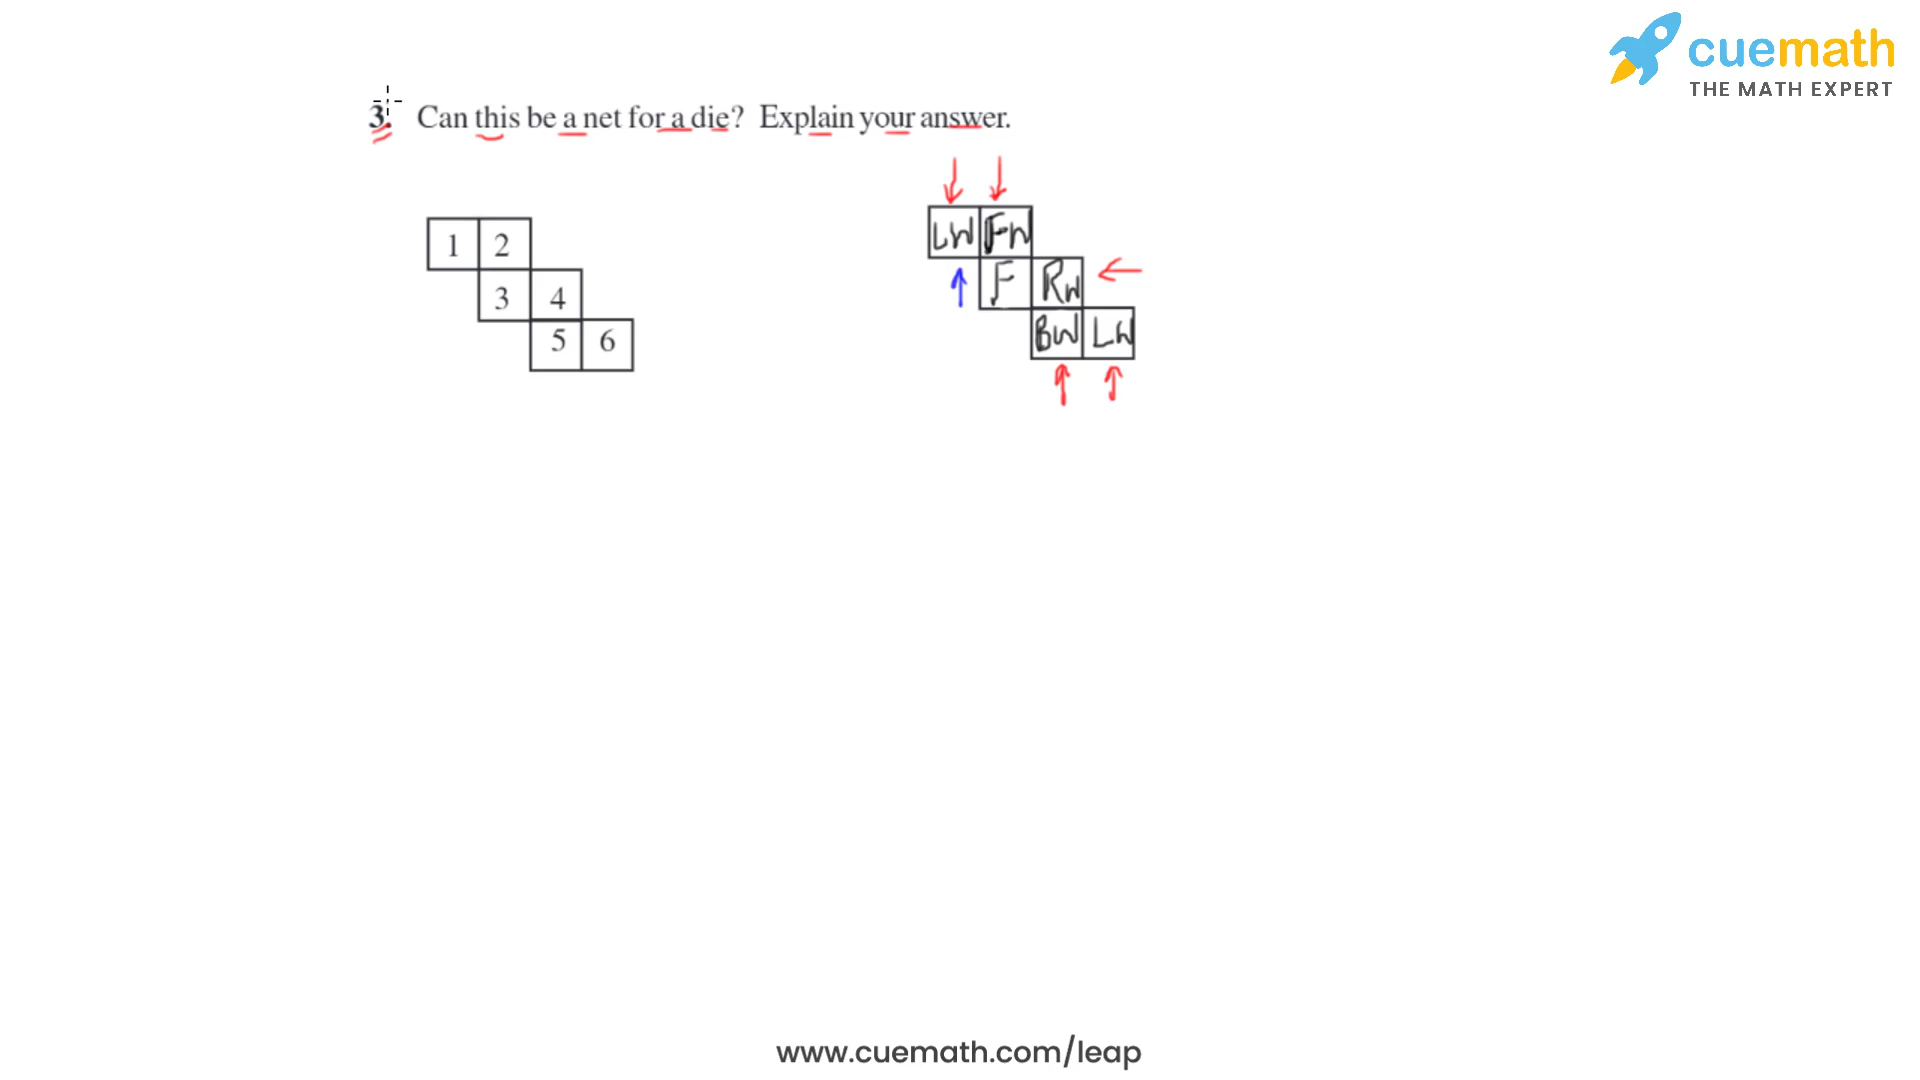 cuemath
THE MATH EXPERT
3. Can this be a net for a die? Explain your answer.
1 2
3 4
5 6
LW FW
F RW
BW LW
www.cuemath.com/leap